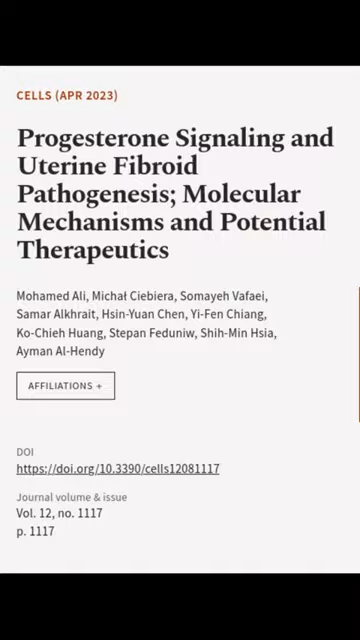 CELLS (APR 2023)
Progesterone Signaling and
Uterine Fibroid
Pathogenesis; Molecular
Mechanisms and Potential
Therapeutics
Mohamed Ali, Michał Ciebiera, Somayeh Vafaei,
Samar Alkhrait, Hsin-Yuan Chen, Yi-Fen Chiang,
Ko-Chieh Huang, Stepan Feduniw, Shih-Min Hsia,
Ayman Al-Hendy
AFFILIATIONS +
DOI
https://doi.org/10.3390/cells12081117
Journal volume & issue
Vol. 12, no. 1117
p. 1117